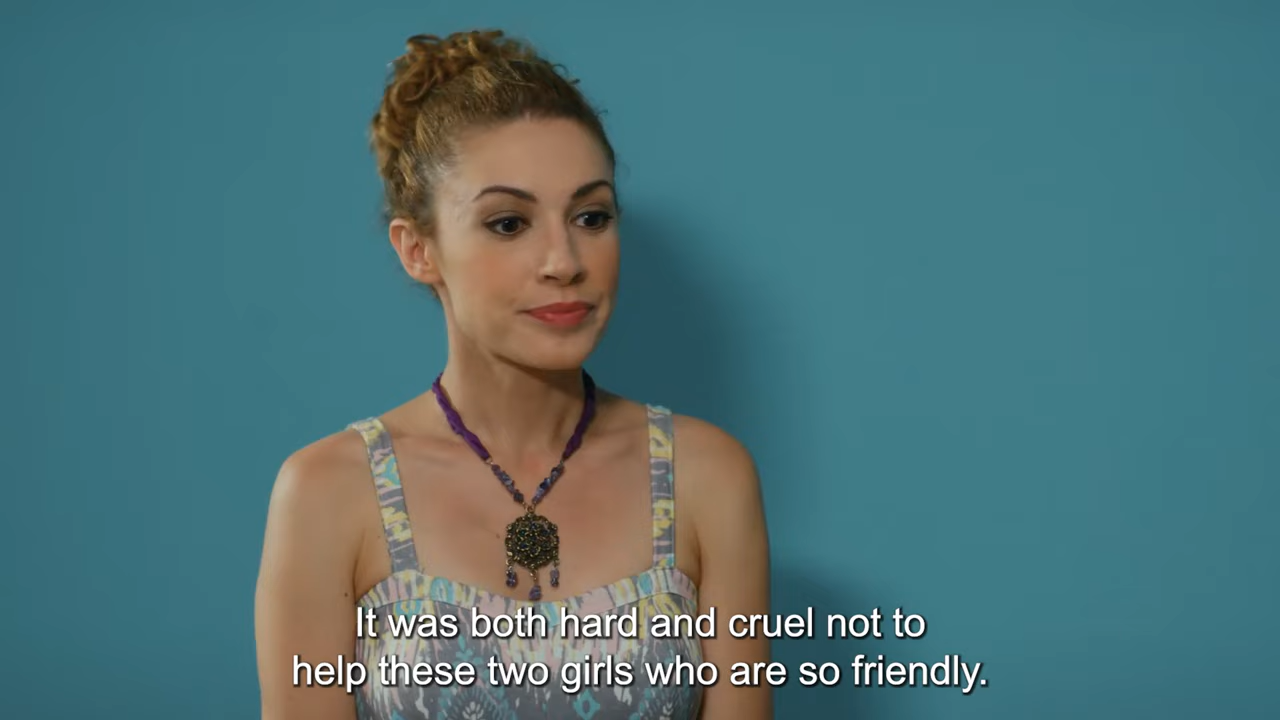 It was both hard and cruel not to
help these two girls who are so friendly.